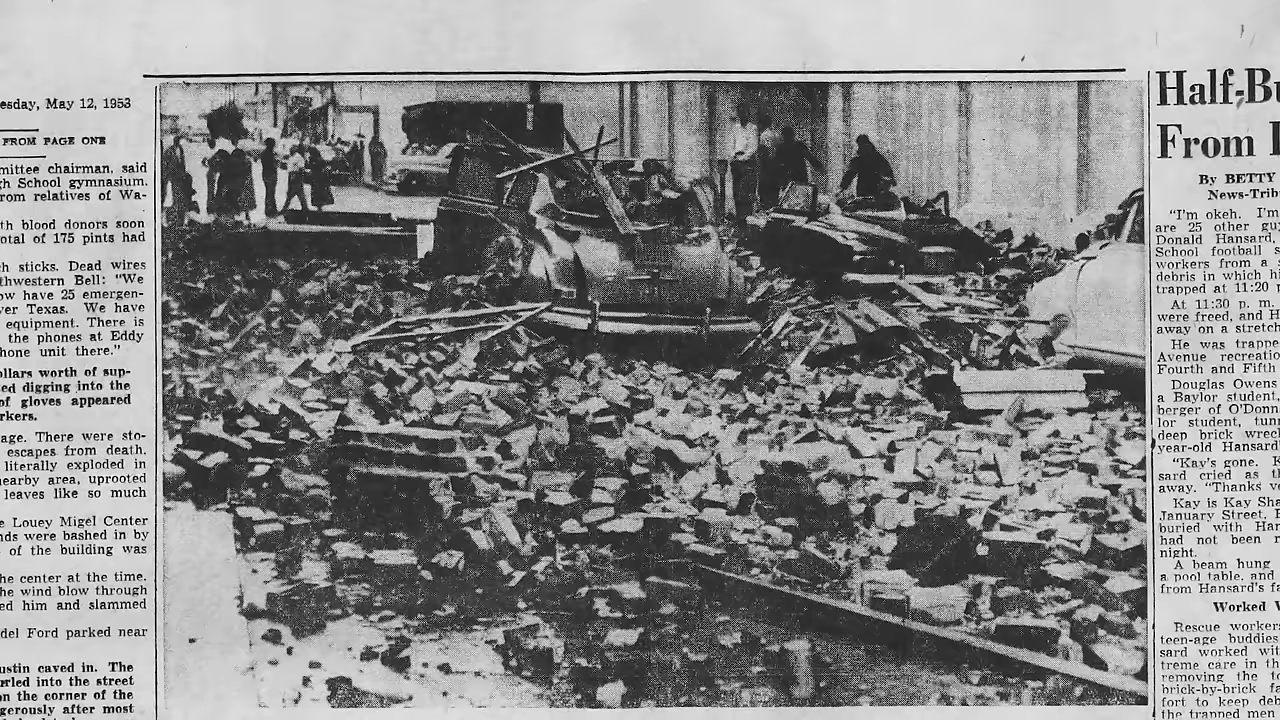 esday, May 12, 1953
FROM PAGE ONE
mittee chairman, said
gh School gymnasium.
rom relatives of Wa-
th blood donors soon
otal of 175 pints had
ch sticks. Dead wires
thwestern Bell: "We
ow have 25 emergen-
ver Texas. We have
equipment. There is
the phones at Eddy
hone unit there."
ollars worth of sup-
ted digging into the
of gloves appeared
rkers.
age. There were sto-
escapes from death.
literally exploded in
nearby area, uprooted
leaves like so much
e Louey Migel Center
nds were bashed in by
of the building was
he center at the time.
he wind blow through
ed him and slammed
del Ford parked near
ustin caved in. The
rled into the street
on the corner of the
gerously after most
Half-Bu
From
By BETTY
News-Trib
"I'm okeh. I'm
are 25 other guy
Donald Hansard,
School football s
workers from a
debris in which hi
trapped at 11:20 p
At 11:30 p. m.
were freed, and H
away on a stretch
He was trappe
Avenue recreatio
Fourth and Fifth
Douglas Owens
a Baylor student,
berger of O'Donn
lor student, tunn
deep brick wrec
year-old Hansard
"Kay's gone. K
sard cried as th
away. "Thanks v
Kay is Kay Sha
January Street, B
buried with Han
had not been r
night.
A beam hung
a pool table, and
from Hansard's fa
Worked W
Rescue workers
teen-age buddies
sard worked wit
treme care in th
removing the to
brick-by-brick fa
fort to keep del
the trapped men